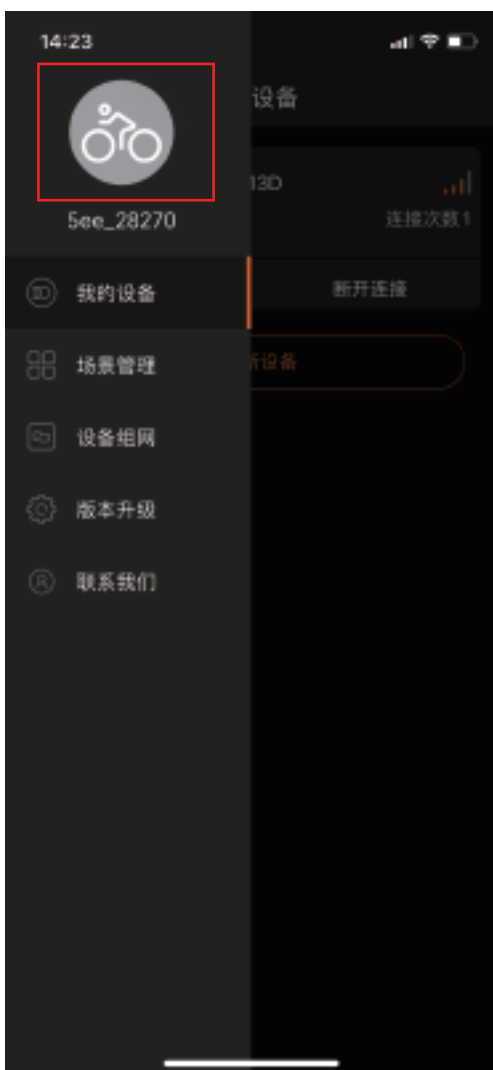 14:23
设备
13D
5ee_28270
连接次数1
我的设备
断开连接
场景管理
设备
设备组网
版本升级
联系我们